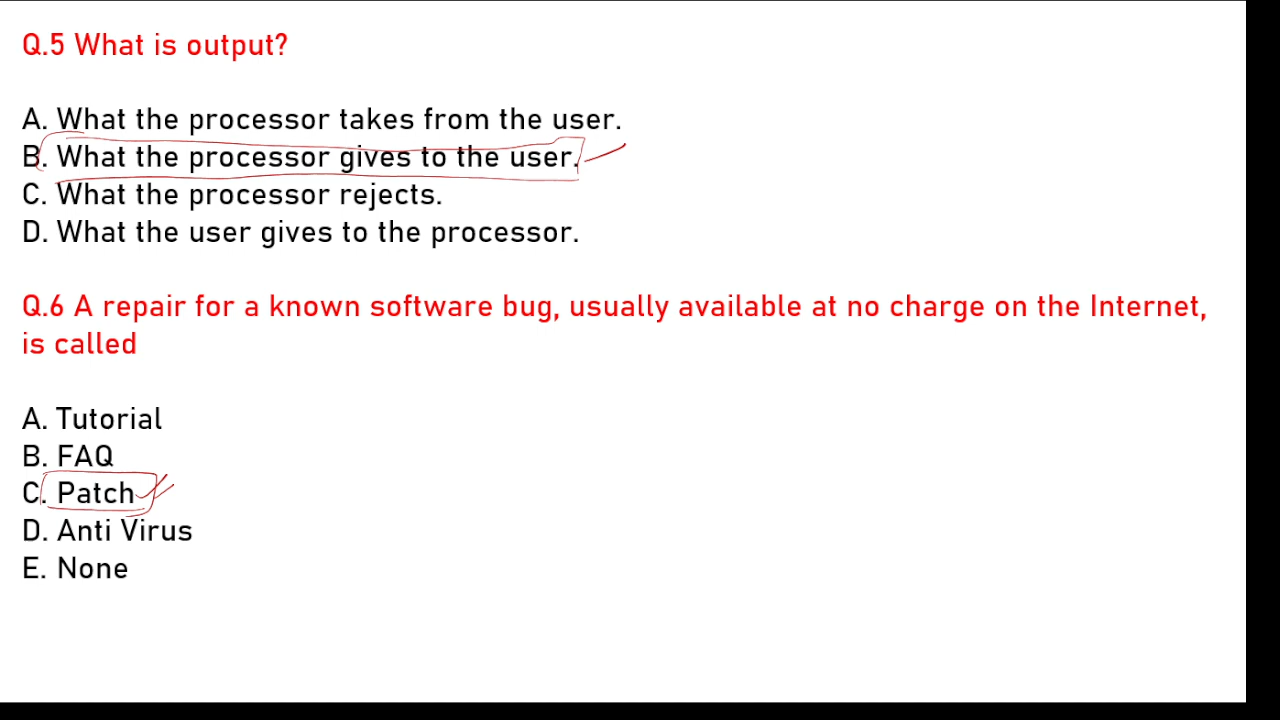 Q.5 What is output?
A. What the processor takes from the user.
B. What the processor gives to the user.
C. What the processor rejects.
D. What the user gives to the processor.
Q.6 A repair for a known software bug, usually available at no charge on the Internet,
is called
A. Tutorial
B. FAQ
C. Patch
D. Anti Virus
E. None